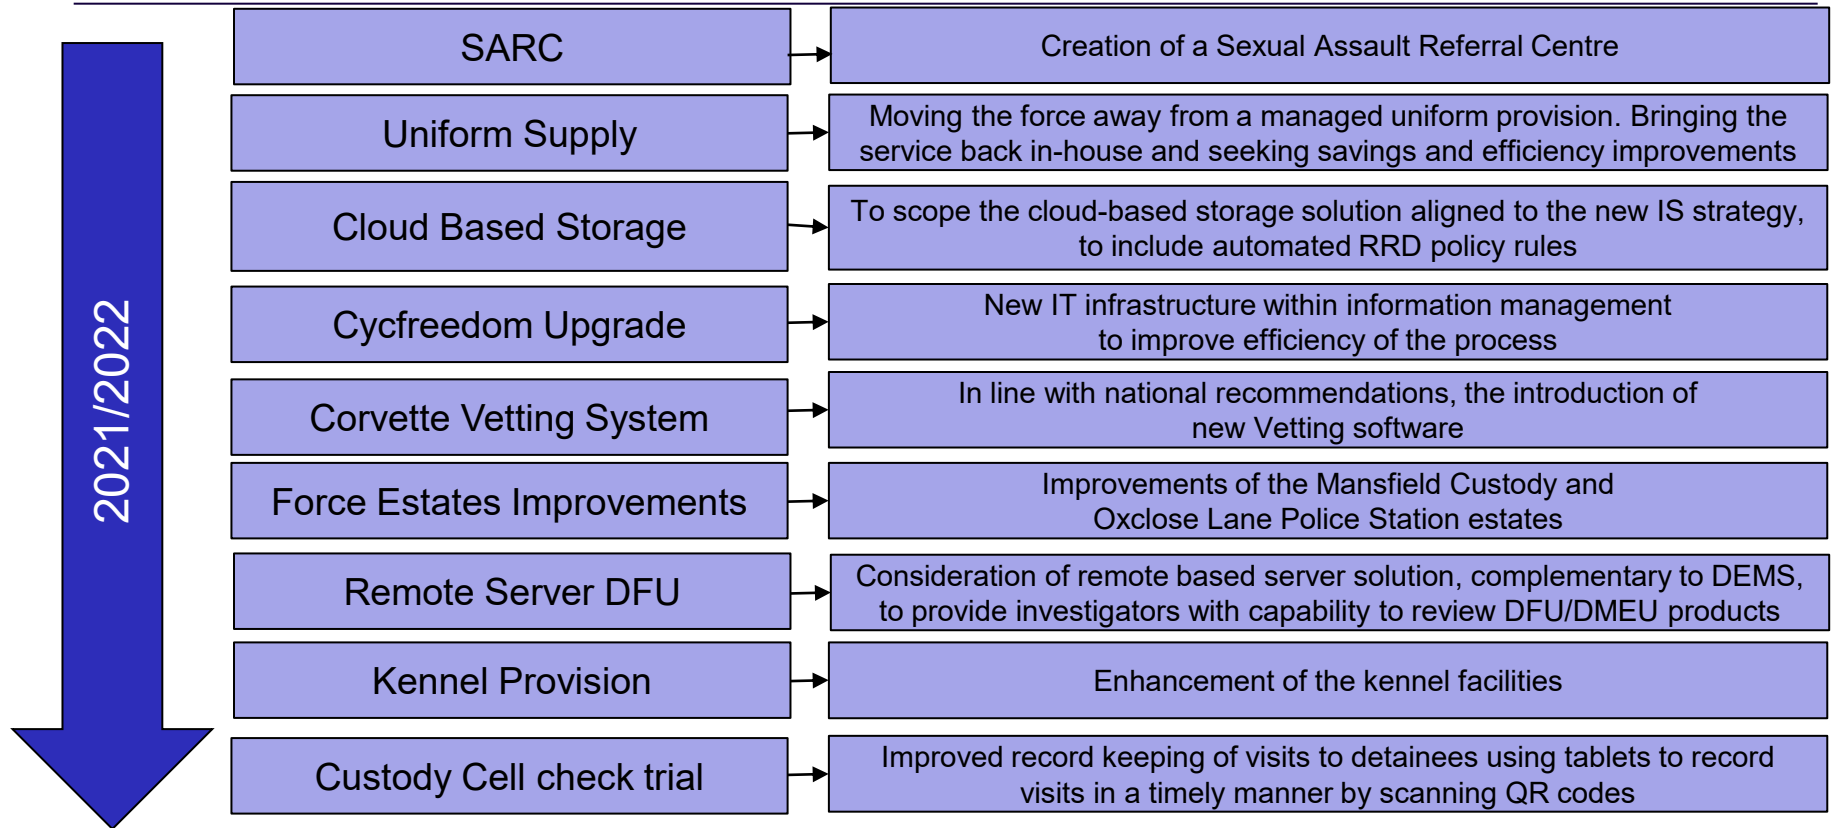 2021/2022
SARC
Creation of a Sexual Assault Referral Centre
Uniform Supply
Moving the force away from a managed uniform provision. Bringing the
service back in-house and seeking savings and efficiency improvements
Cloud Based Storage
To scope the cloud-based storage solution aligned to the new IS strategy,
to include automated RRD policy rules
Cycfreedom Upgrade
New IT infrastructure within information management
to improve efficiency of the process
Corvette Vetting System
In line with national recommendations, the introduction of
new Vetting software
Force Estates Improvements
Improvements of the Mansfield Custody and
Oxclose Lane Police Station estates
Remote Server DFU
Consideration of remote based server solution, complementary to DEMS,
to provide investigators with capability to review DFU/DMEU products
Kennel Provision
Enhancement of the kennel facilities
Custody Cell check trial
Improved record keeping of visits to detainees using tablets to record
visits in a timely manner by scanning QR codes